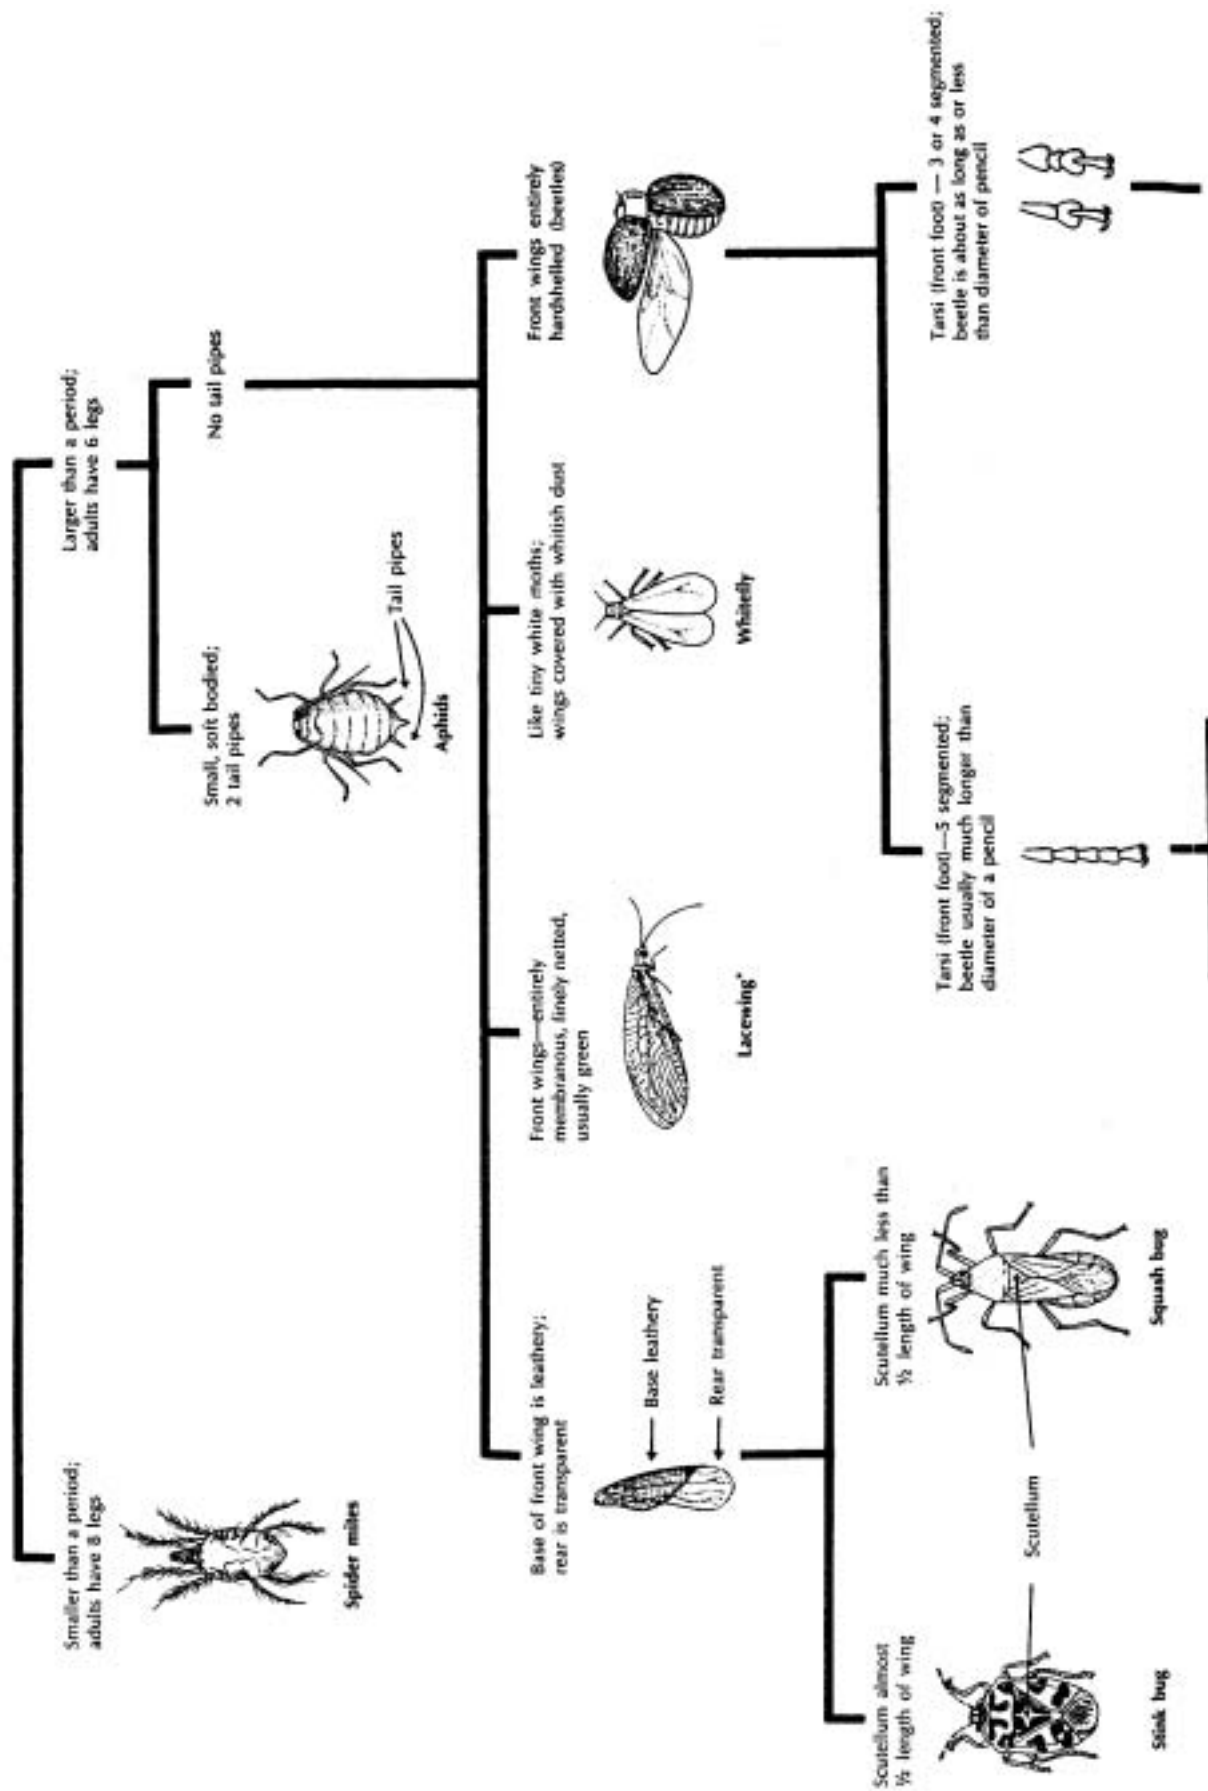 Smaller than a period;
adults have 8 legs
Spider mites
Larger than a period;
adults have 6 legs
Small, soft bodied;
2 tail pipes
Tail pipes
Aphids
No tail pipes
Base of front wing is leathery;
rear is transparent
Base leathery
Rear transparent
Front wings—entirely
membranous, finely netted,
usually green
Lacewing*
Like tiny white moths;
wings covered with whitish dust
Whitefly
Front wings entirely
hardshelled (beetles)
Scutellum almost
½ length of wing
Stink bug
Scutellum
Scutellum much less than
½ length of wing
Squash bug
Tarsi (front foot)—5 segmented;
beetle usually much longer than
diameter of a pencil
Tarsi (front foot) — 3 or 4 segmented;
beetle is about as long as or less
than diameter of pencil